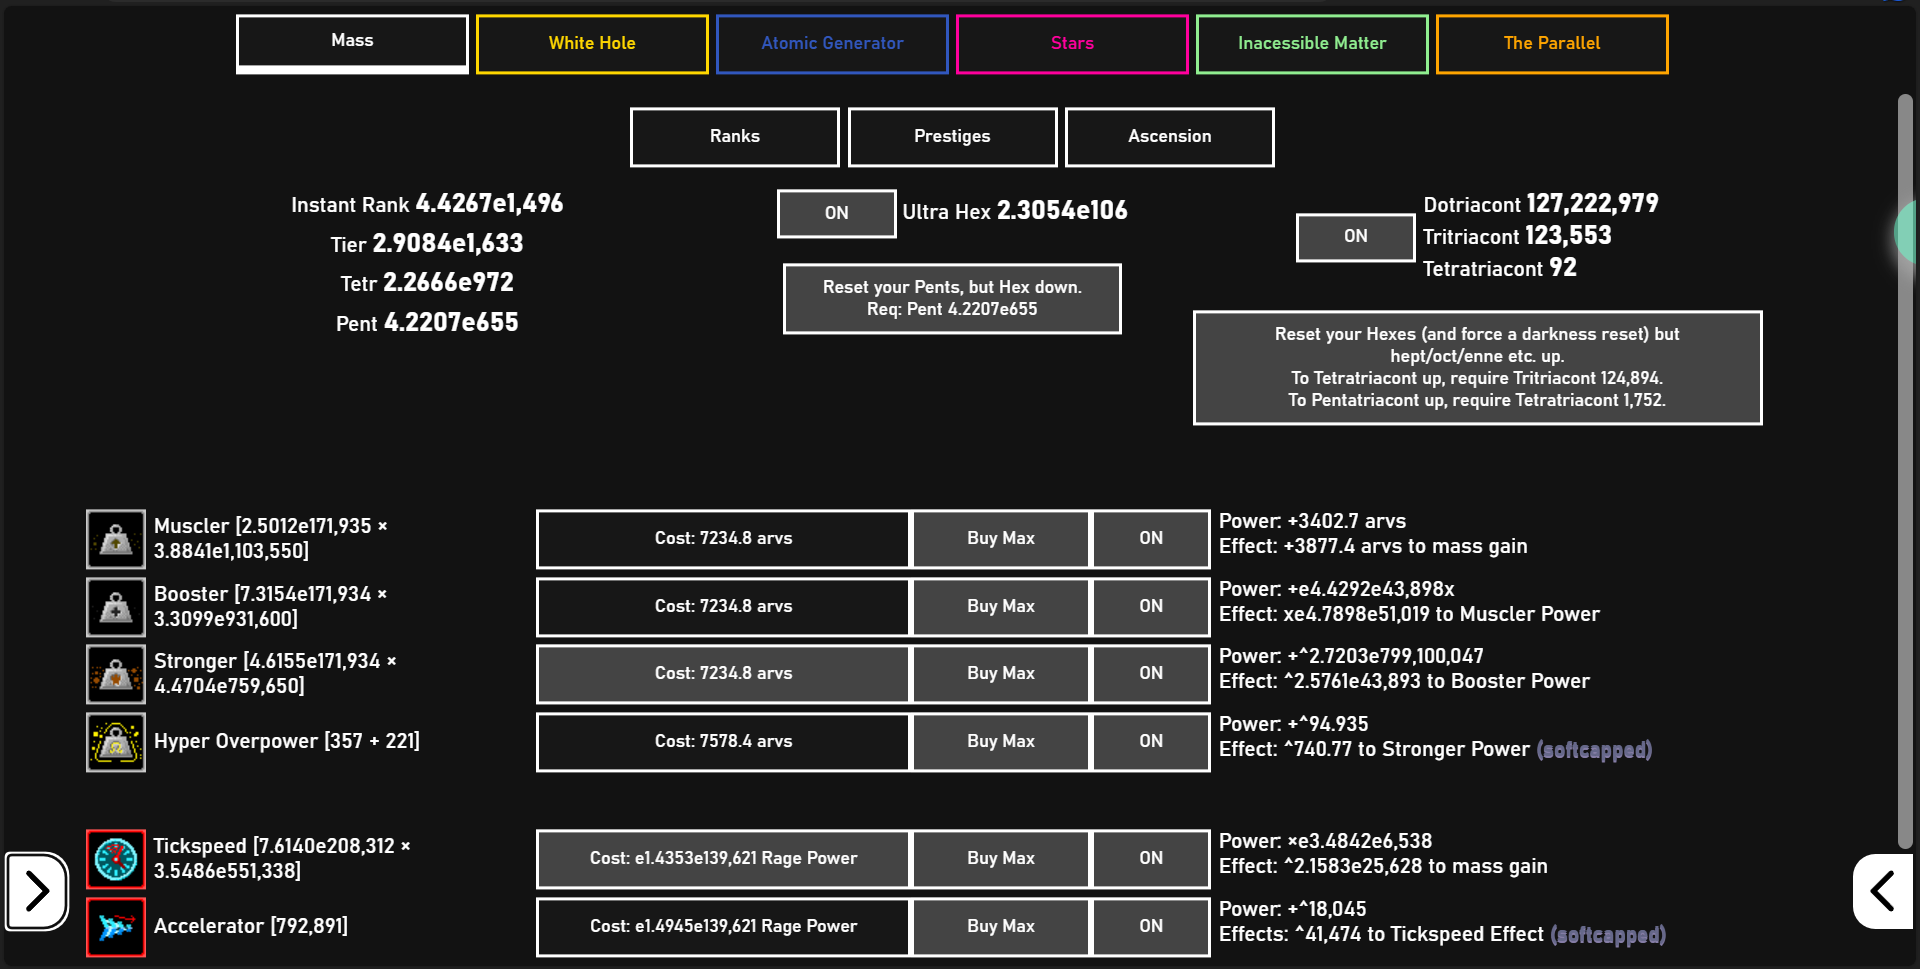 Mass
White Hole
Atomic Generator
Stars
Inacessible Matter
The Parallel
Ranks
Prestiges
Ascension
Instant Rank 4.4267e1,496
Tier 2.9084e1,633
Tetr 2.2666e972
Pent 4.2207e655
ON
Ultra Hex 2.3054e106
Reset your Pents, but Hex down.
Req: Pent 4.2207e655
ON
Dotriacont 127,222,979
Tritriacont 123,553
Tetratriacont 92
Reset your Hexes (and force a darkness reset) but
hept/oct/enne etc. up.
To Tetratriacont up, require Tritriacont 124,894.
To Pentatriacont up, require Tetratriacont 1,752.
Muscler [2.5012e171,935 ×
3.8841e1,103,550]
Cost: 7234.8 arvs
Buy Max
ON
Power: +3402.7 arvs
Effect: +3877.4 arvs to mass gain
Booster [7.3154e171,934 ×
3.3099e931,600]
Cost: 7234.8 arvs
Buy Max
ON
Power: +e4.4292e43,898x
Effect: xe4.7898e51,019 to Muscler Power
Stronger [4.6155e171,934 ×
4.4704e759,650]
Cost: 7234.8 arvs
Buy Max
ON
Power: +^2.7203e799,100,047
Effect: ^2.5761e43,893 to Booster Power
Hyper Overpower [357 + 221]
Cost: 7578.4 arvs
Buy Max
ON
Power: +^94.935
Effect: ^740.77 to Stronger Power (softcapped)
Tickspeed [7.6140e208,312 ×
3.5486e551,338]
Cost: e1.4353e139,621 Rage Power
Buy Max
ON
Power: ×e3.4842e6,538
Effect: ^2.1583e25,628 to mass gain
Accelerator [792,891]
Cost: e1.4945e139,621 Rage Power
Buy Max
ON
Power: +^18,045
Effects: ^41,474 to Tickspeed Effect (softcapped)